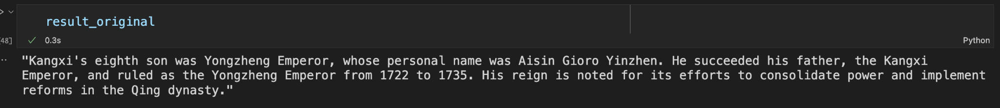 result_original
[48]
0.3s
Python
"Kangxi's eighth son was Yongzheng Emperor, whose personal name was Aisin Gioro Yinzhen. He succeeded his father, the Kangxi
Emperor, and ruled as the Yongzheng Emperor from 1722 to 1735. His reign is noted for its efforts to consolidate power and implement
reforms in the Qing dynasty."